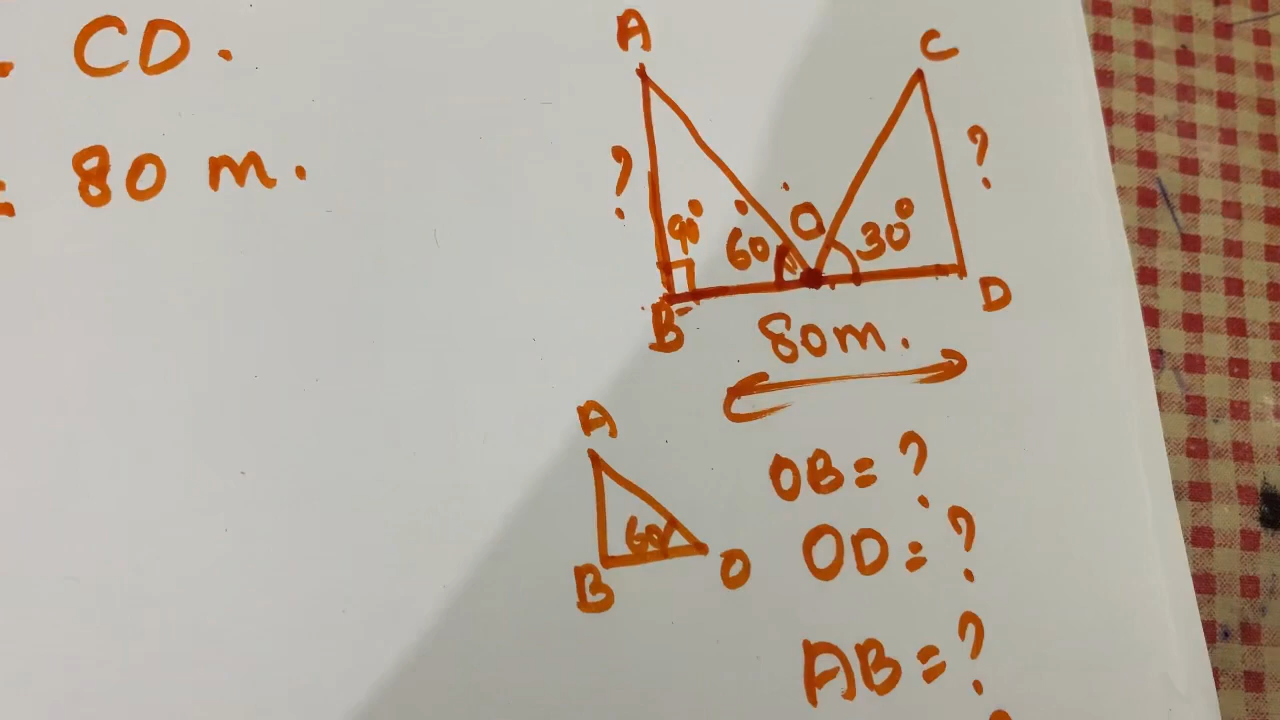 . CD.
= 80 m.
A
C
?
?
90°
60°
O
30°
B
D
80m.
A
60°
B
O
OB = ?
OD = ?
AB = ?